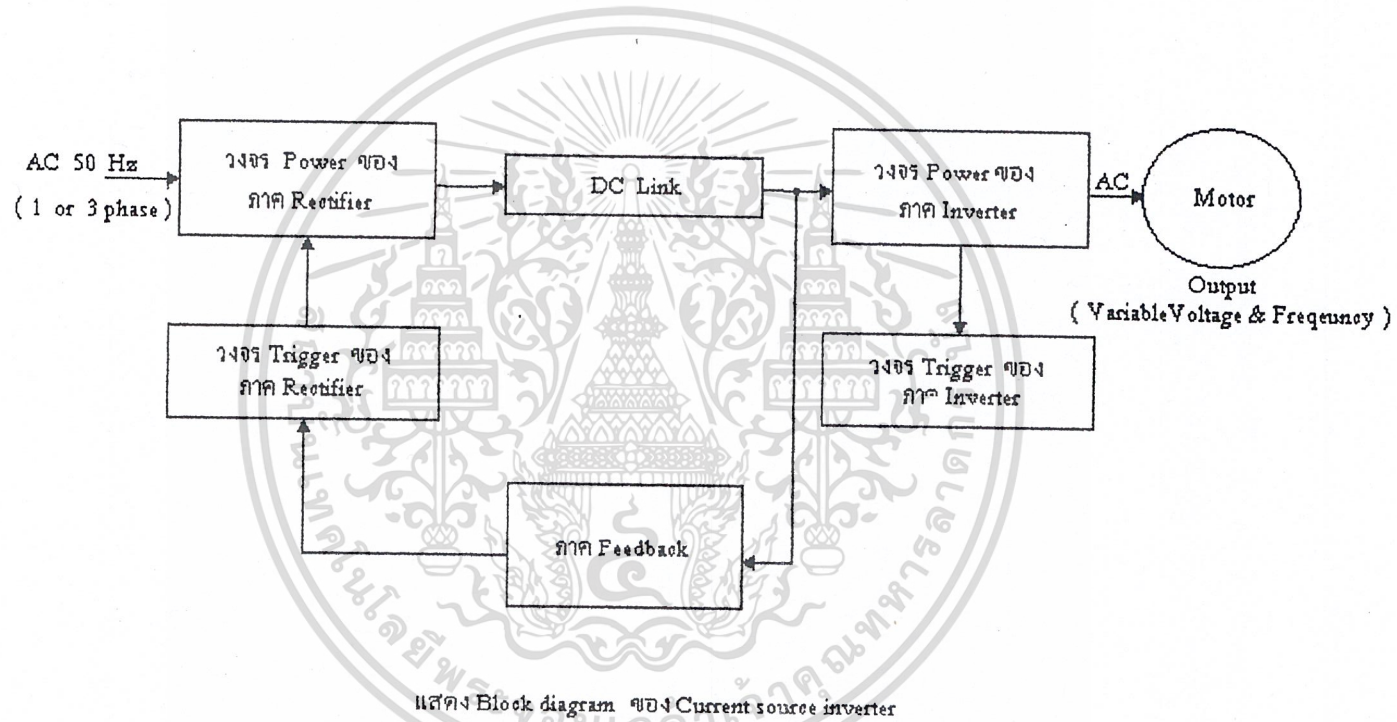 AC 50 Hz
( 1 or 3 phase )
วงจร Power ของ
ภาค Rectifier
DC Link
วงจร Power ของ
ภาค Inverter
AC
Motor
Output
( VariableVoltage & Freqeuncy )
วงจร Trigger ของ
ภาค Rectifier
วงจร Trigger ของ
ภาค Inverter
ภาค Feedback
แสดง Block diagram ของ Current source inverter